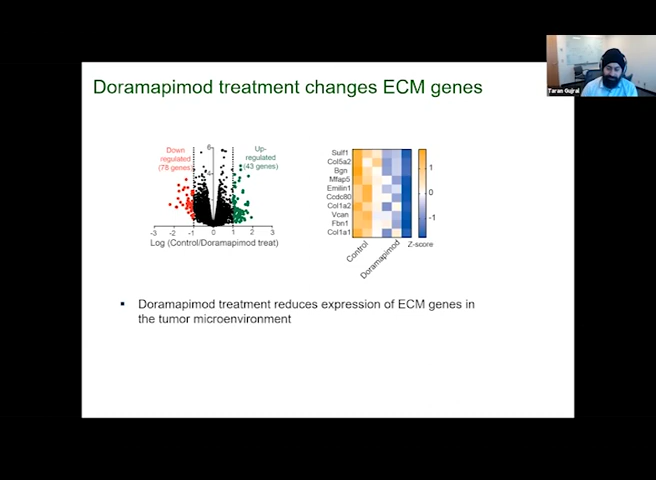 Doramapimod treatment changes ECM genes
Taran Gujral
Down
regulated
(78 genes)
Up-
regulated
(43 genes)
6
4
-3 -2 -1 0 1 2 3
Log (Control/Doramapimod treat)
Sulf1
Col5a2
Bgn
Mfap5
Emilin1
Ccdc80
Col1a2
Vcan
Fbn1
Col1a1
Control
Doramapimod
1
0
-1
Z-score
▪ Doramapimod treatment reduces expression of ECM genes in
the tumor microenvironment